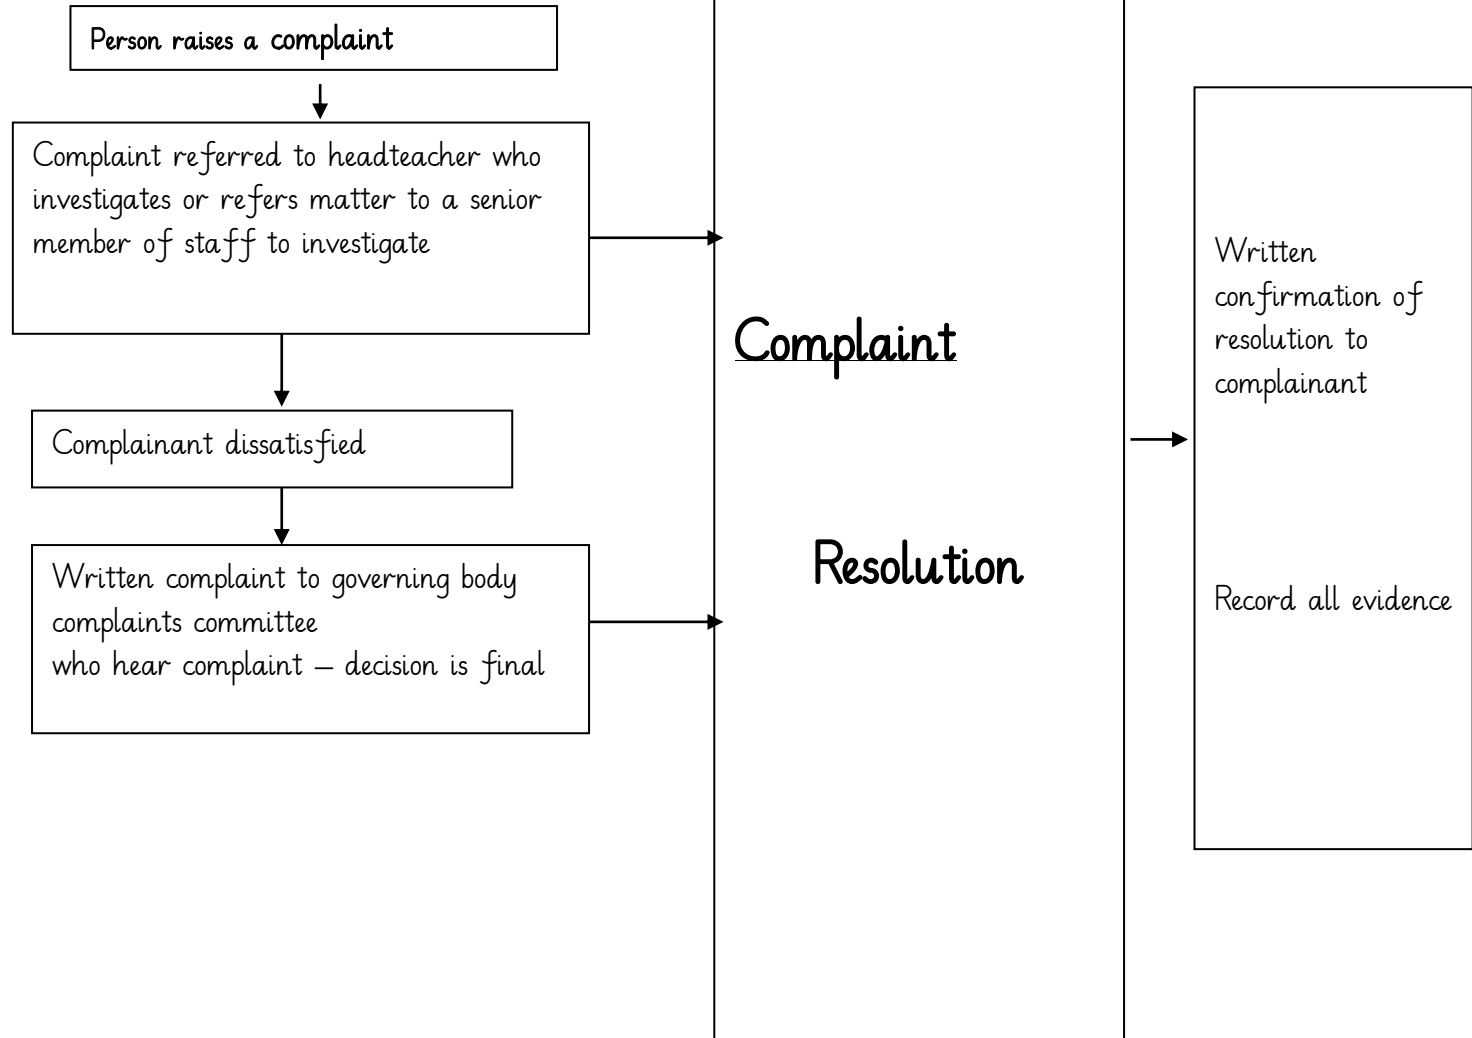 Person raises a complaint
Complaint referred to headteacher who
investigates or refers matter to a senior
member of staff to investigate
Complainant dissatisfied
Written complaint to governing body
complaints committee
who hear complaint – decision is final
Complaint
Resolution
Written
confirmation of
resolution to
complainant
Record all evidence